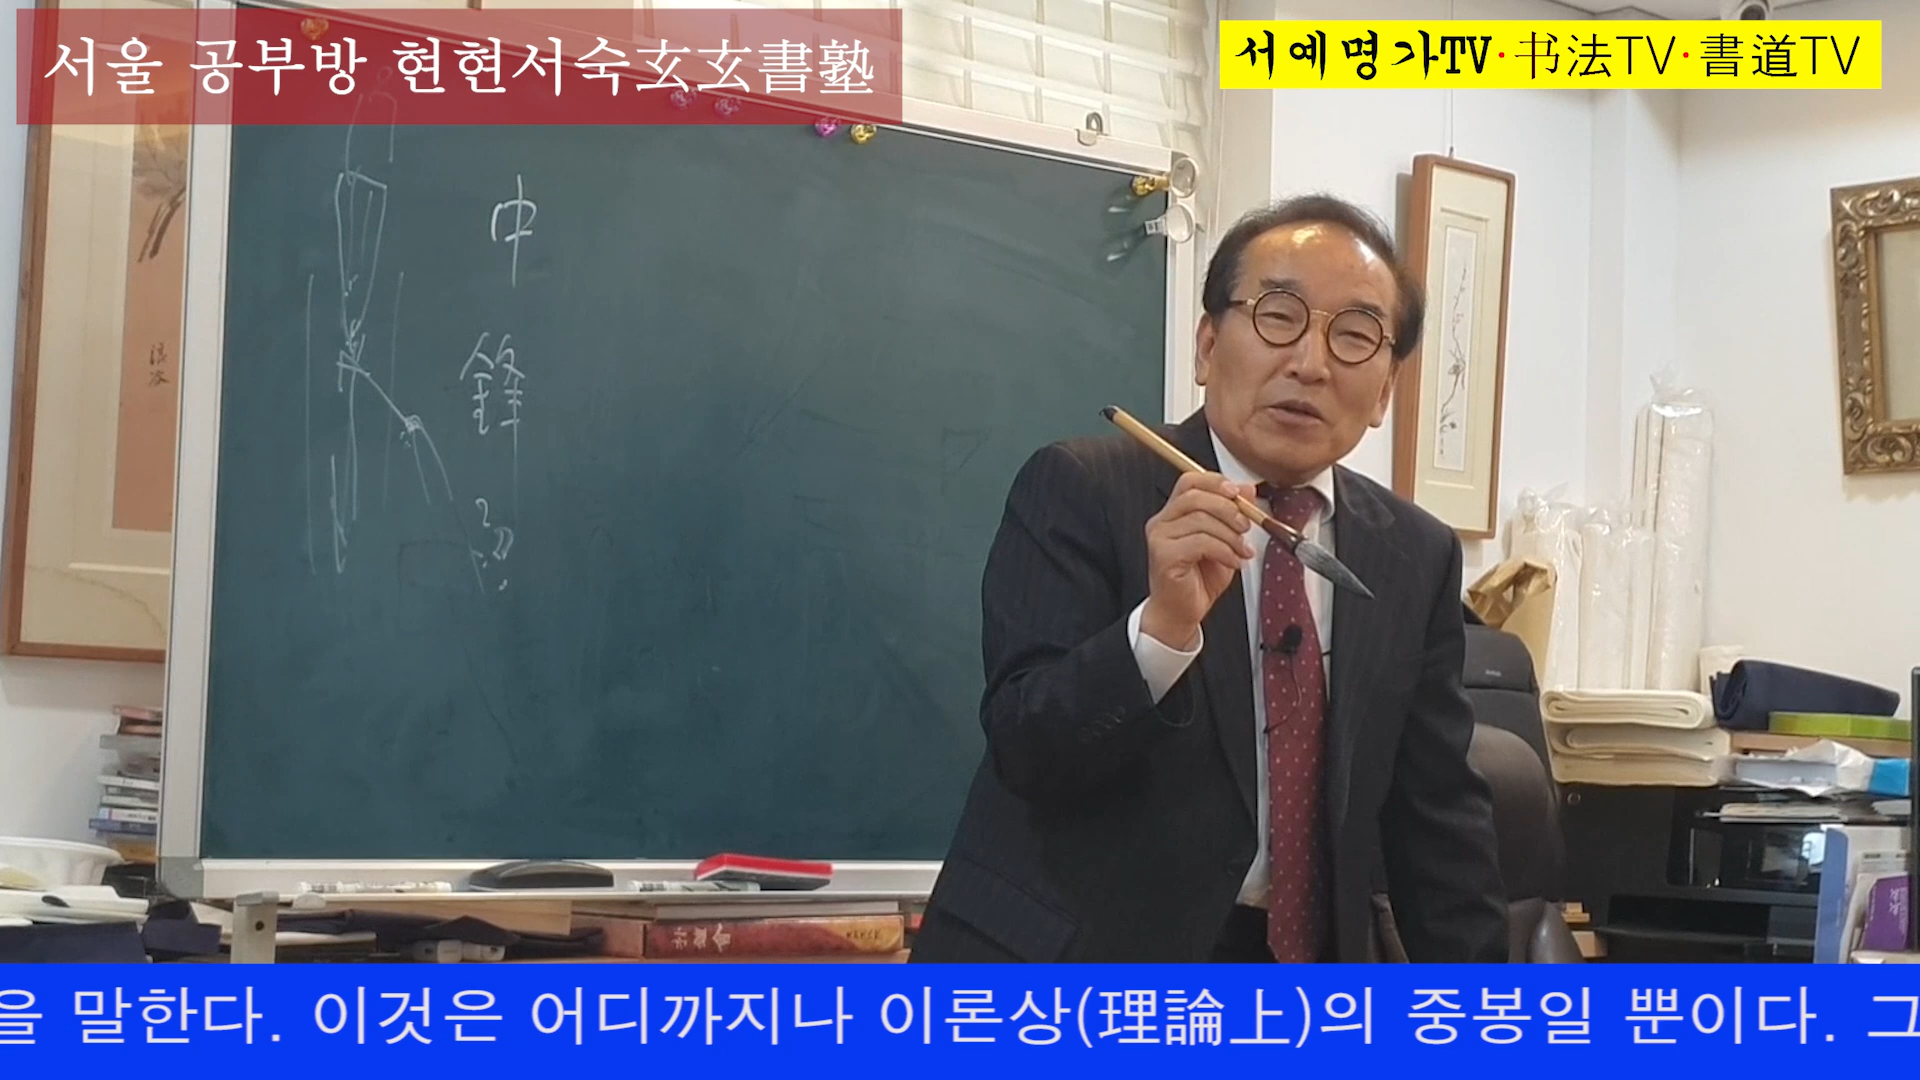 서울 공부방 현현서숙玄玄書塾
서예명가TV·书法TV·書道TV
中
鋒
을 말한다. 이것은 어디까지나 이론상(理論上)의 중봉일 뿐이다. 그